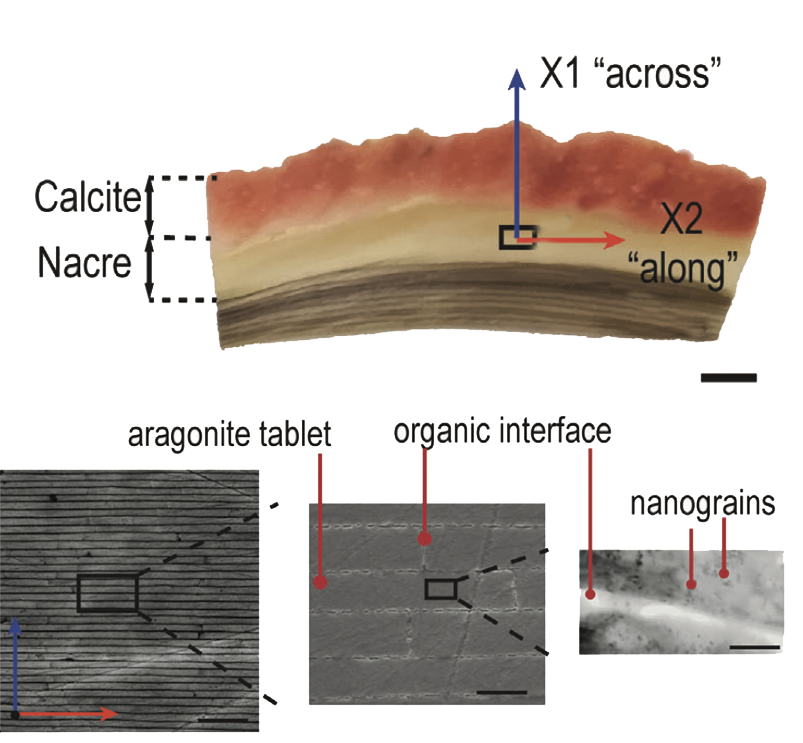 X1 “across”
Calcite
X2
Nacre
“along”
aragonite tablet
organic interface
nanograins